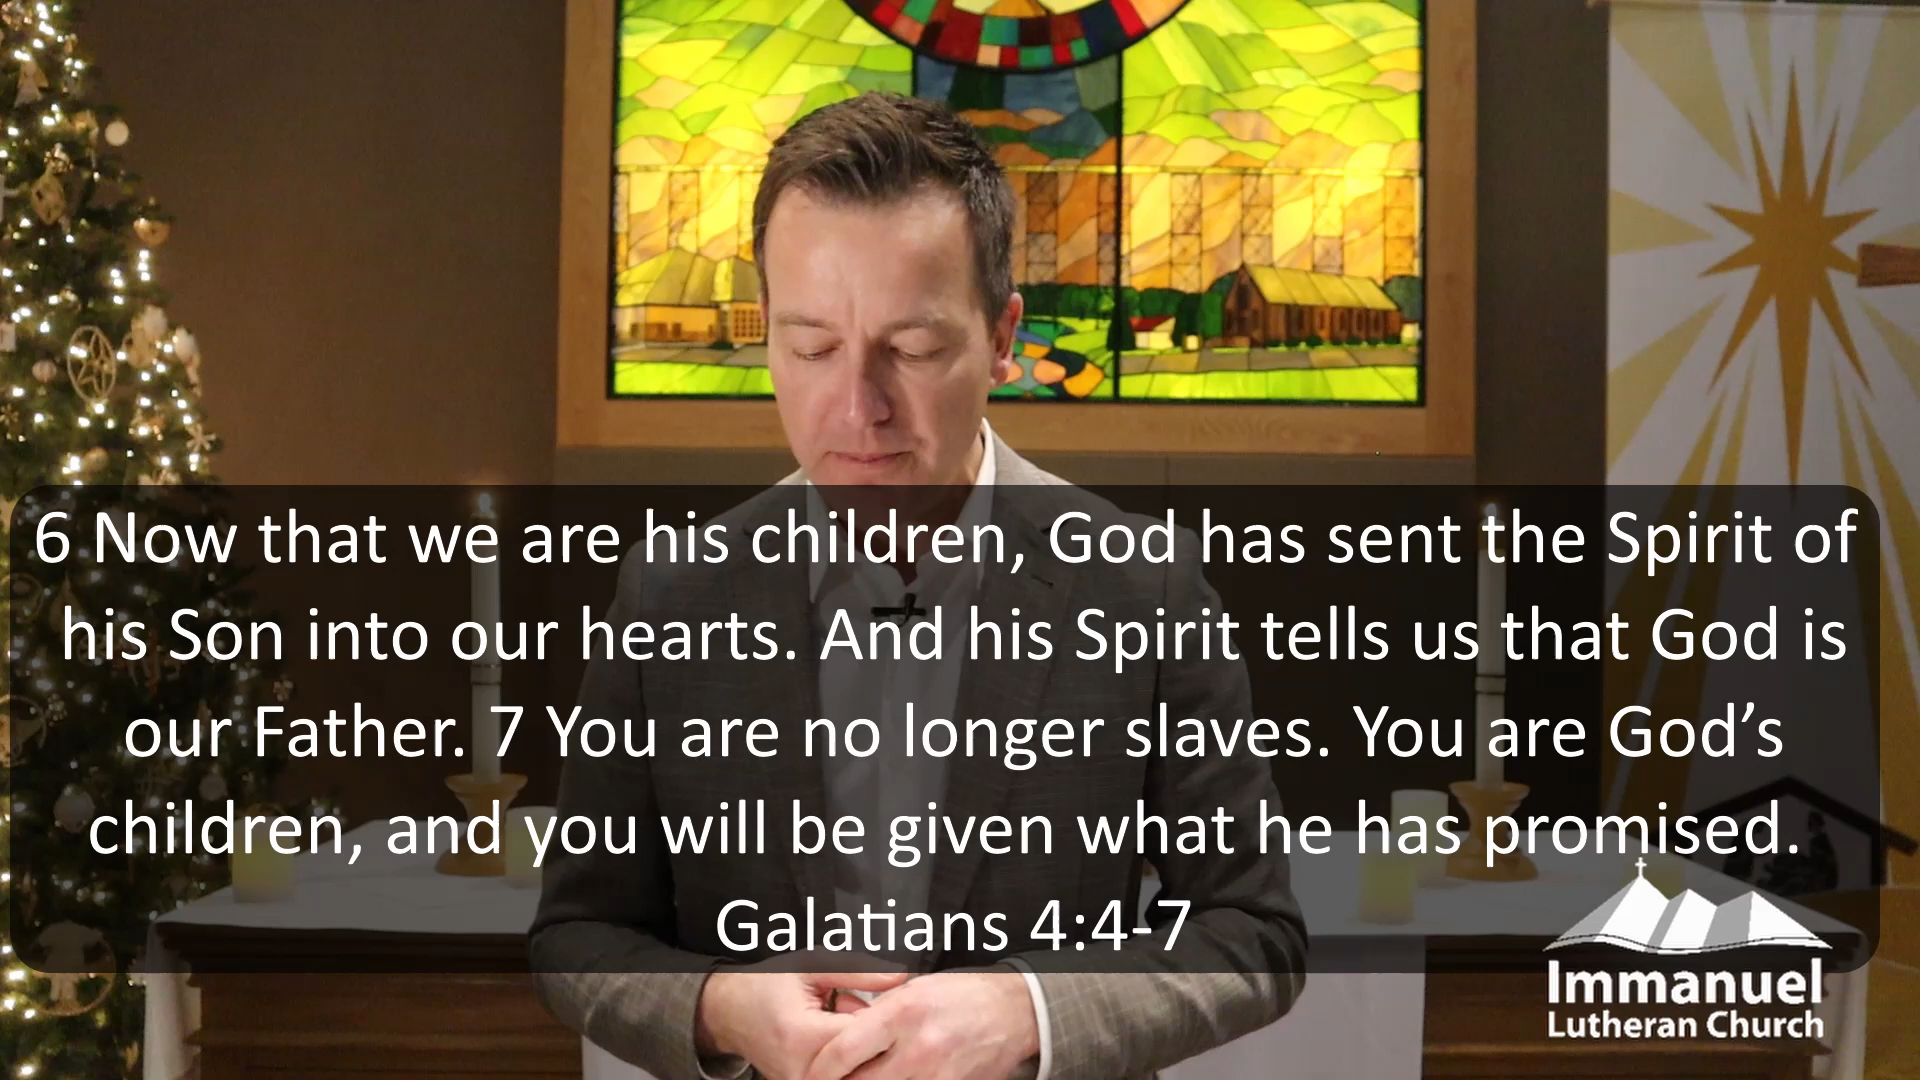 6 Now that we are his children, God has sent the Spirit of
his Son into our hearts. And his Spirit tells us that God is
our Father. 7 You are no longer slaves. You are God’s
children, and you will be given what he has promised.
Galatians 4:4-7
Immanuel
Lutheran Church